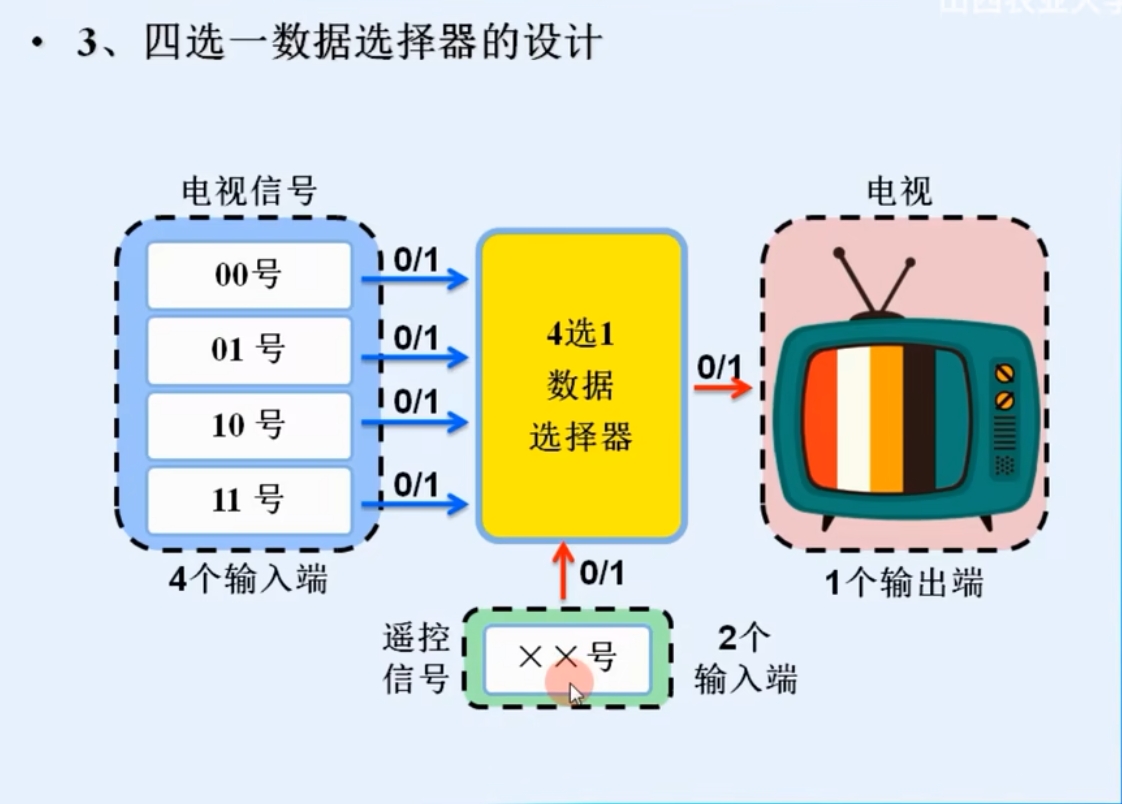 • 3、四选一数据选择器的设计
电视信号
电视
00号
01 号
10 号
11 号
0/1
0/1
0/1
0/1
4选1
数据
选择器
0/1
4个输入端
0/1
1个输出端
遥控
信号
××号
2个
输入端